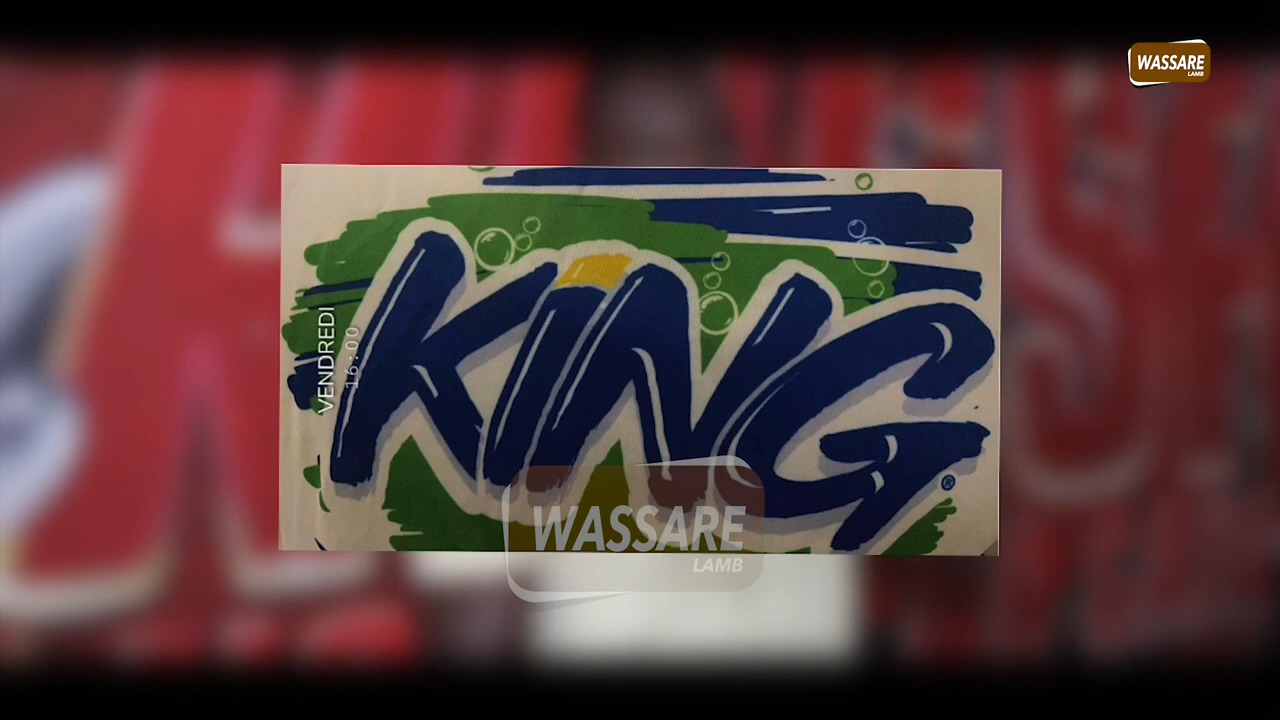 WASSARE
LAMB
VENDREDI
16:00
KING
®
WASSARE
LAMB